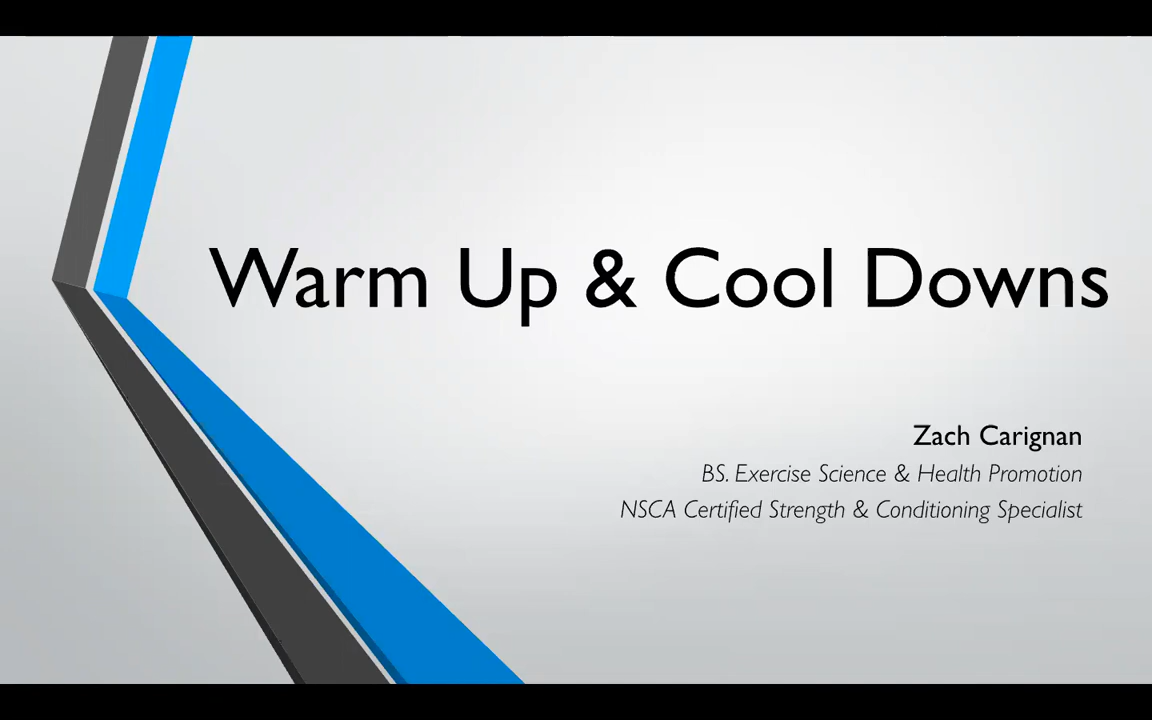 Warm Up & Cool Downs
Zach Carignan
BS. Exercise Science & Health Promotion
NSCA Certified Strength & Conditioning Specialist